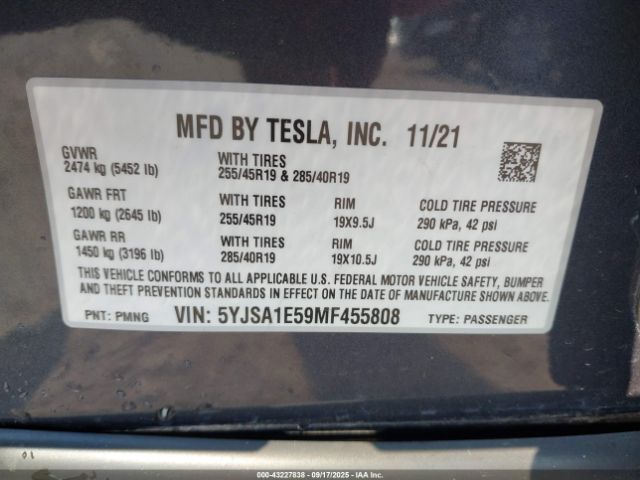 MFD BY TESLA, INC. 11/21
GVWR
2474 kg (5452 lb)
WITH TIRES
255/45R19 & 285/40R19
GAWR FRT
1200 kg (2645 lb)
WITH TIRES
255/45R19
RIM
19X9.5J
COLD TIRE PRESSURE
290 kPa, 42 psi
GAWR RR
1450 kg (3196 lb)
WITH TIRES
285/40R19
RIM
19X10.5J
COLD TIRE PRESSURE
290 kPa, 42 psi
THIS VEHICLE CONFORMS TO ALL APPLICABLE U.S. FEDERAL MOTOR VEHICLE SAFETY, BUMPER
AND THEFT PREVENTION STANDARDS IN EFFECT ON THE DATE OF MANUFACTURE SHOWN ABOVE.
PNT: PMNG VIN: 5YJSA1E59MF455808 TYPE: PASSENGER
000-43227838 - 09/17/2025 - IAAI.COM